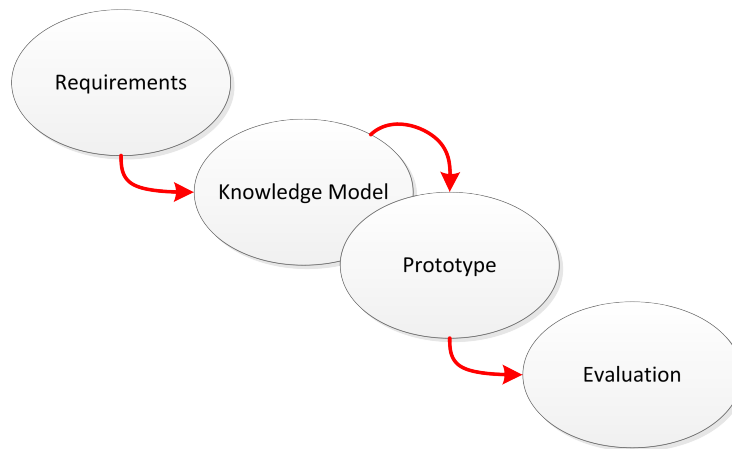 Requirements
Knowledge Model
Prototype
Evaluation